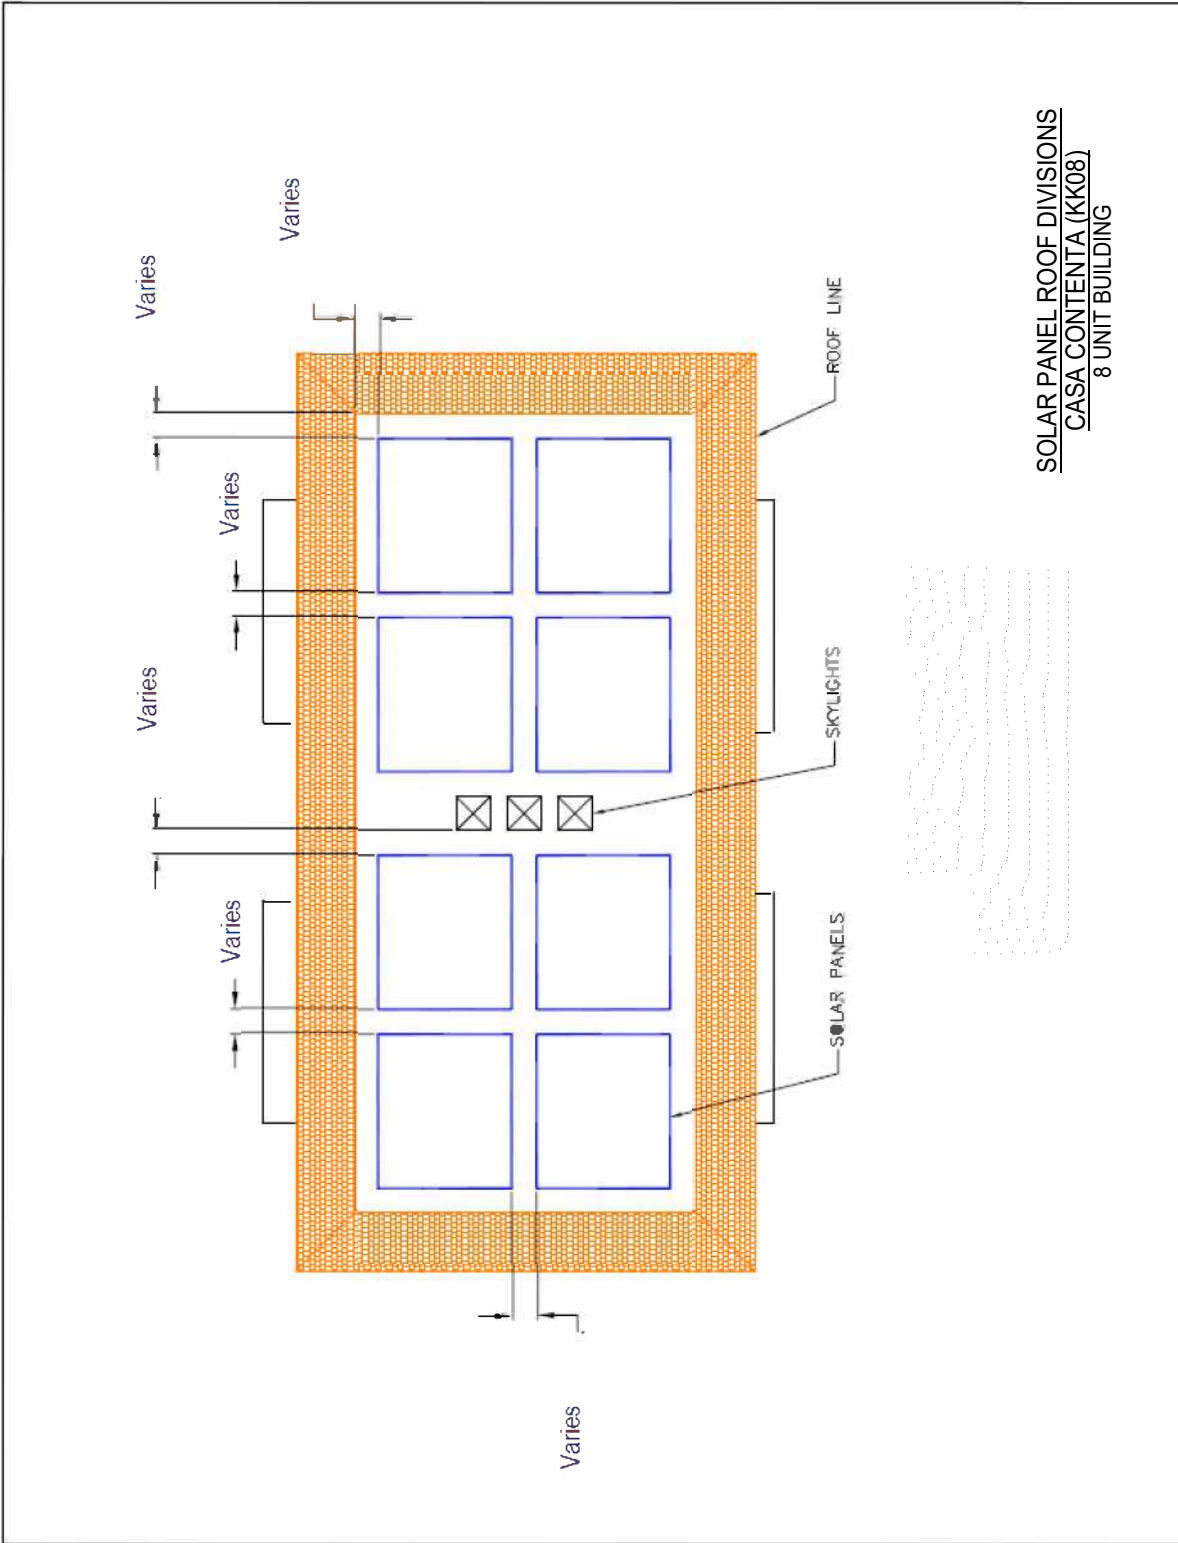 Varies
Varies
Varies
Varies
Varies
Varies
ROOF LINE
SKYLIGHTS
SOLAR PANELS
SOLAR PANEL ROOF DIVISIONS
CASA CONTENTA (KK08)
8 UNIT BUILDING